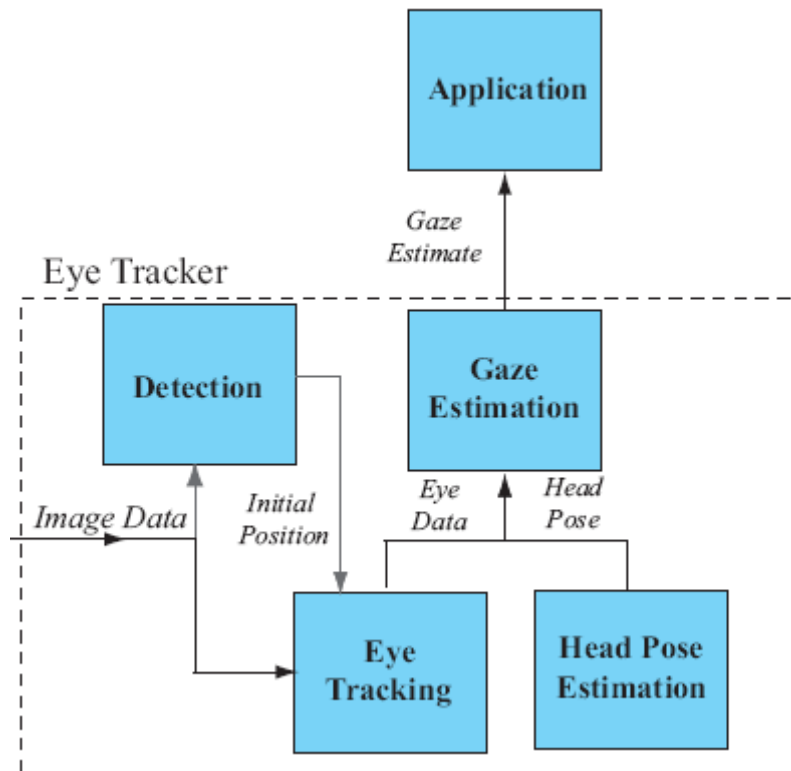 Application
Gaze
Estimate
Eye Tracker
Detection
Gaze
Estimation
Image Data
Initial
Position
Eye
Data
Head
Pose
Eye
Tracking
Head Pose
Estimation